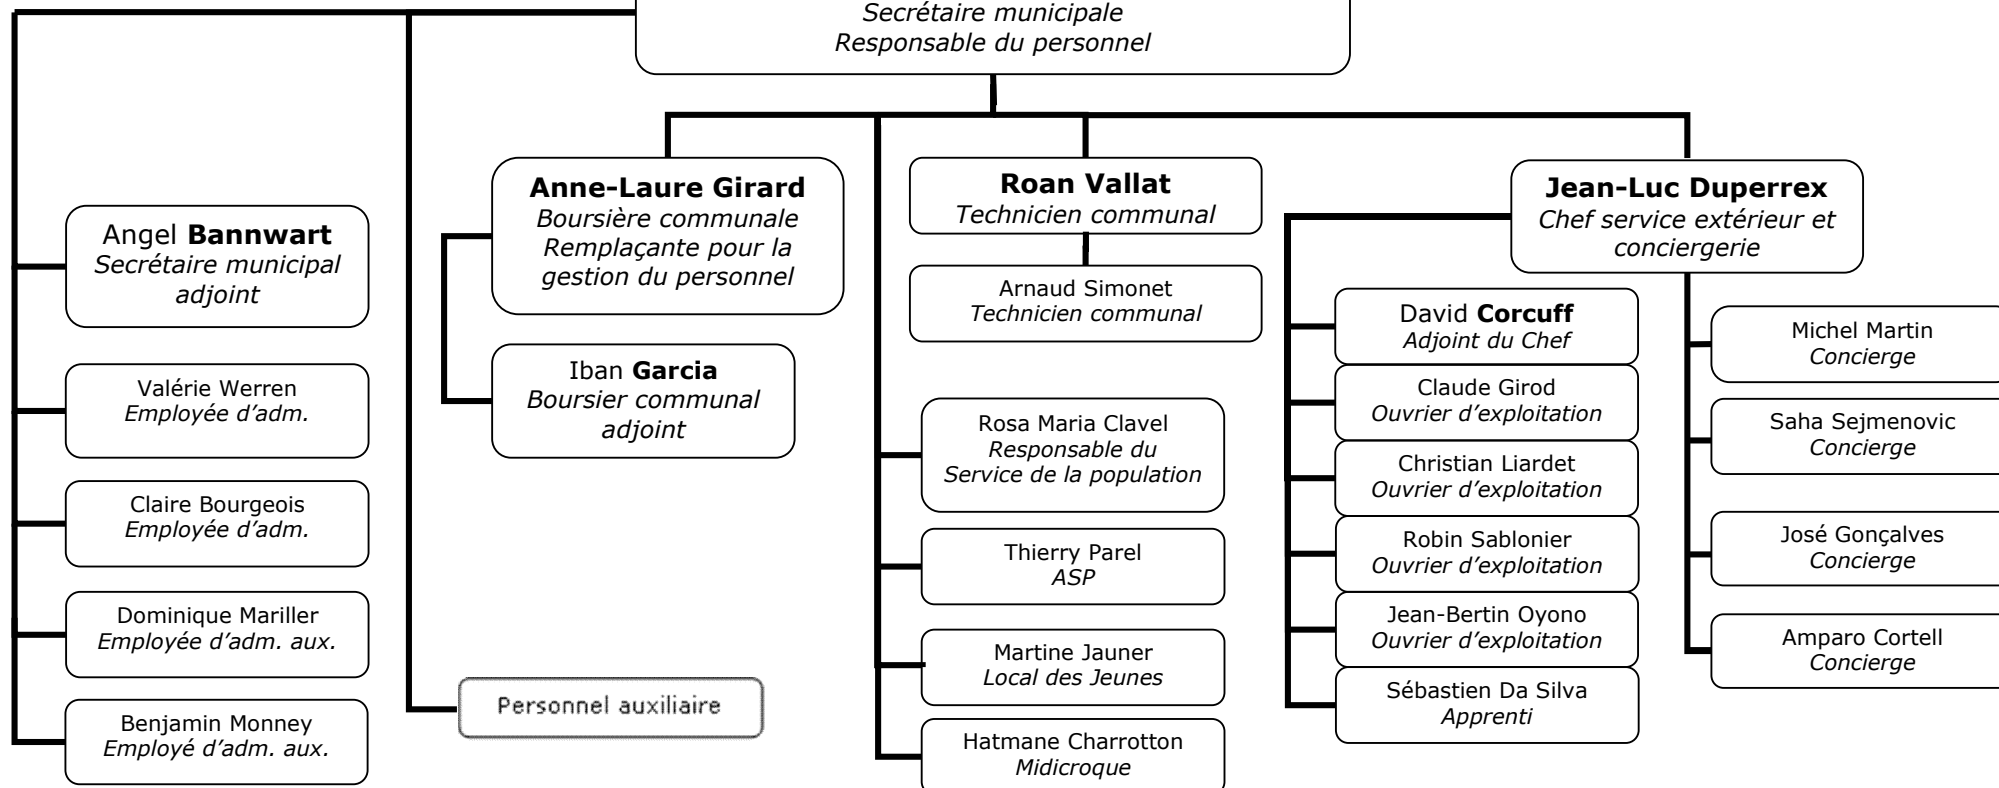 Secrétaire municipale
Responsable du personnel
Angel Bannwart
Secrétaire municipal
adjoint
Valérie Werren
Employée d’adm.
Claire Bourgeois
Employée d’adm.
Dominique Mariller
Employée d’adm. aux.
Benjamin Monney
Employé d’adm. aux.
Anne-Laure Girard
Boursière communale
Remplaçante pour la
gestion du personnel
Iban Garcia
Boursier communal
adjoint
Personnel auxiliaire
Roan Vallat
Technicien communal
Arnaud Simonet
Technicien communal
Rosa Maria Clavel
Responsable du
Service de la population
Thierry Parel
ASP
Martine Jauner
Local des Jeunes
Hatmane Charrotton
Midicroque
Jean-Luc Duperrex
Chef service extérieur et
conciergerie
David Corcuff
Adjoint du Chef
Claude Girod
Ouvrier d’exploitation
Christian Liardet
Ouvrier d’exploitation
Robin Sablonier
Ouvrier d’exploitation
Jean-Bertin Oyono
Ouvrier d’exploitation
Sébastien Da Silva
Apprenti
Michel Martin
Concierge
Saha Sejmenovic
Concierge
José Gonçalves
Concierge
Amparo Cortell
Concierge